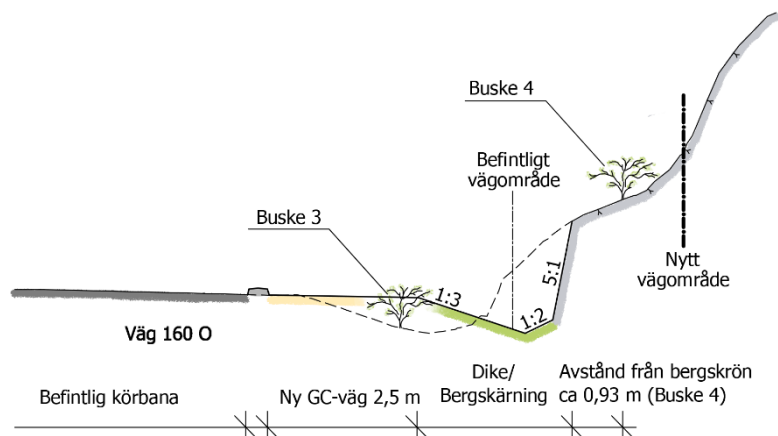 Buske 4
Befintligt
vägområde
Buske 3
5:1
1:3
1:2
Nytt
vägområde
Väg 160 O
Befintlig körbana
Ny GC-väg 2,5 m
Dike/
Bergskärning
Avstånd från bergskrön
ca 0,93 m (Buske 4)